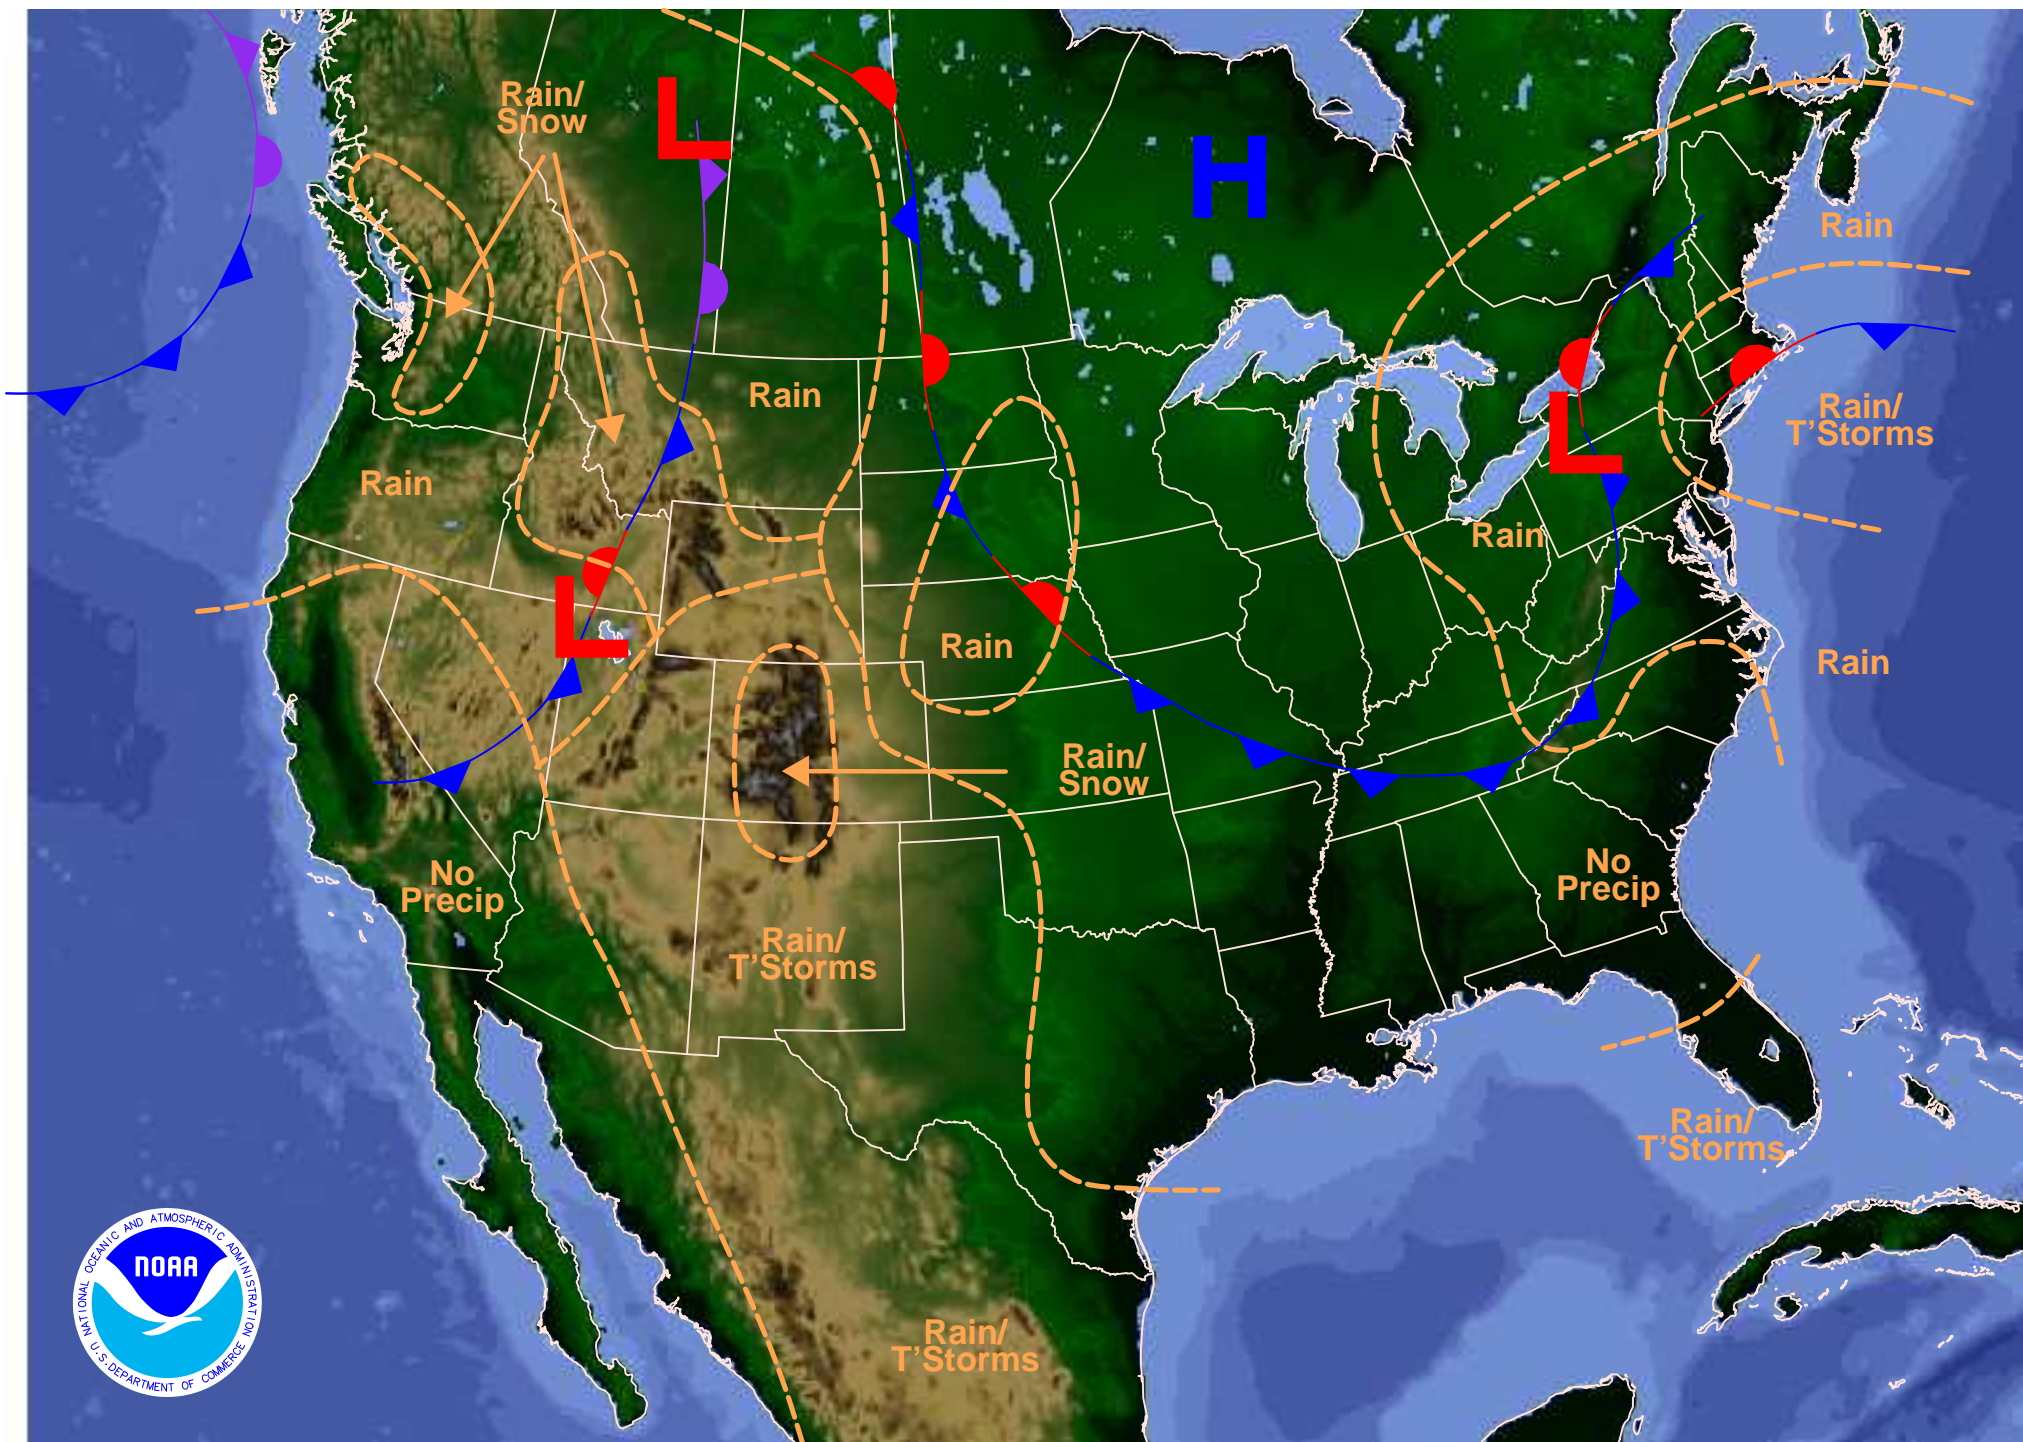 Rain/
Snow
L
H
Rain
Rain
Rain/
T'Storms
L
Rain
Rain
L
Rain
Rain
Rain/
Snow
No
Precip
No
Precip
Rain/
T'Storms
Rain/
T'Storms
Rain/
T'Storms
NATIONAL OCEANIC AND ATMOSPHERIC ADMINISTRATION
NOAA
U.S. DEPARTMENT OF COMMERCE